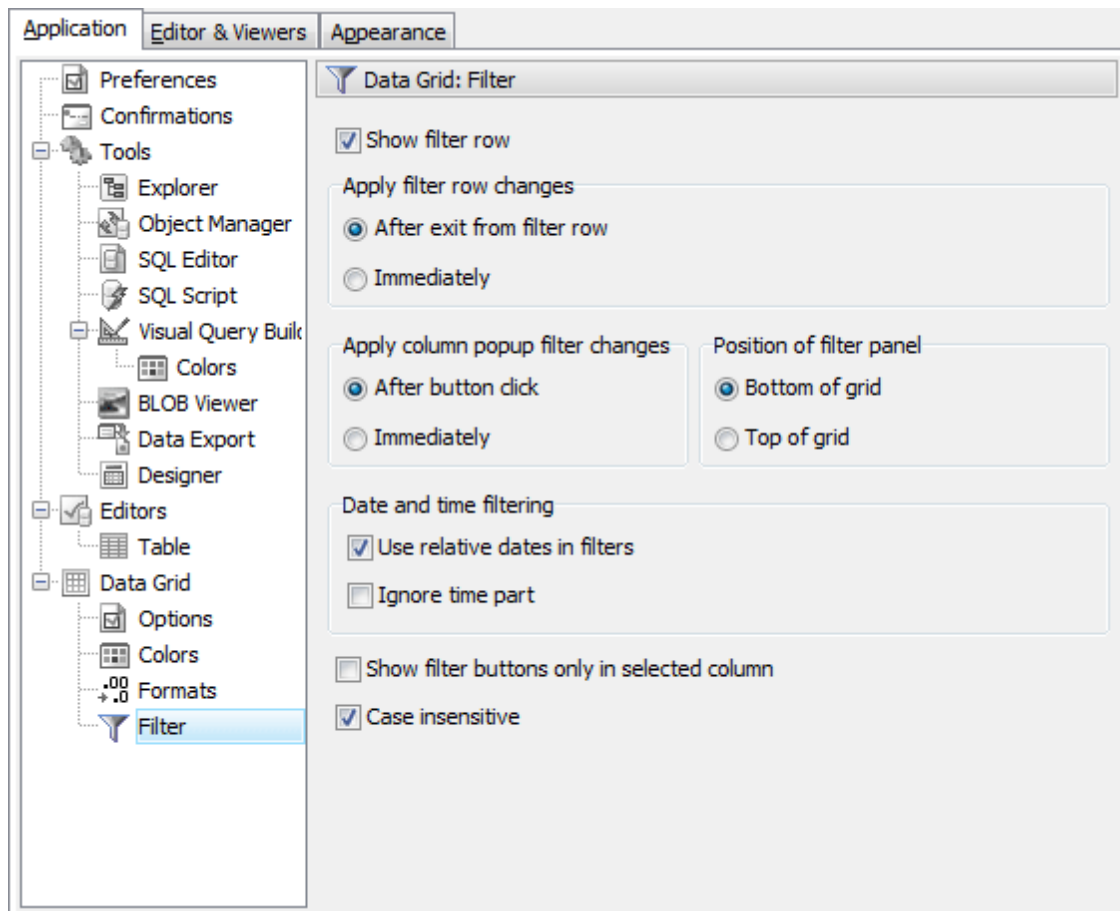 Application
Editor & Viewers
Appearance
Preferences
Confirmations
Tools
Explorer
Object Manager
SQL Editor
SQL Script
Visual Query Buil
Colors
BLOB Viewer
Data Export
Designer
Editors
Table
Data Grid
Options
Colors
Formats
Filter
Data Grid: Filter
Show filter row
Apply filter row changes
After exit from filter row
Immediately
Apply column popup filter changes
After button click
Immediately
Position of filter panel
Bottom of grid
Top of grid
Date and time filtering
Use relative dates in filters
Ignore time part
Show filter buttons only in selected column
Case insensitive